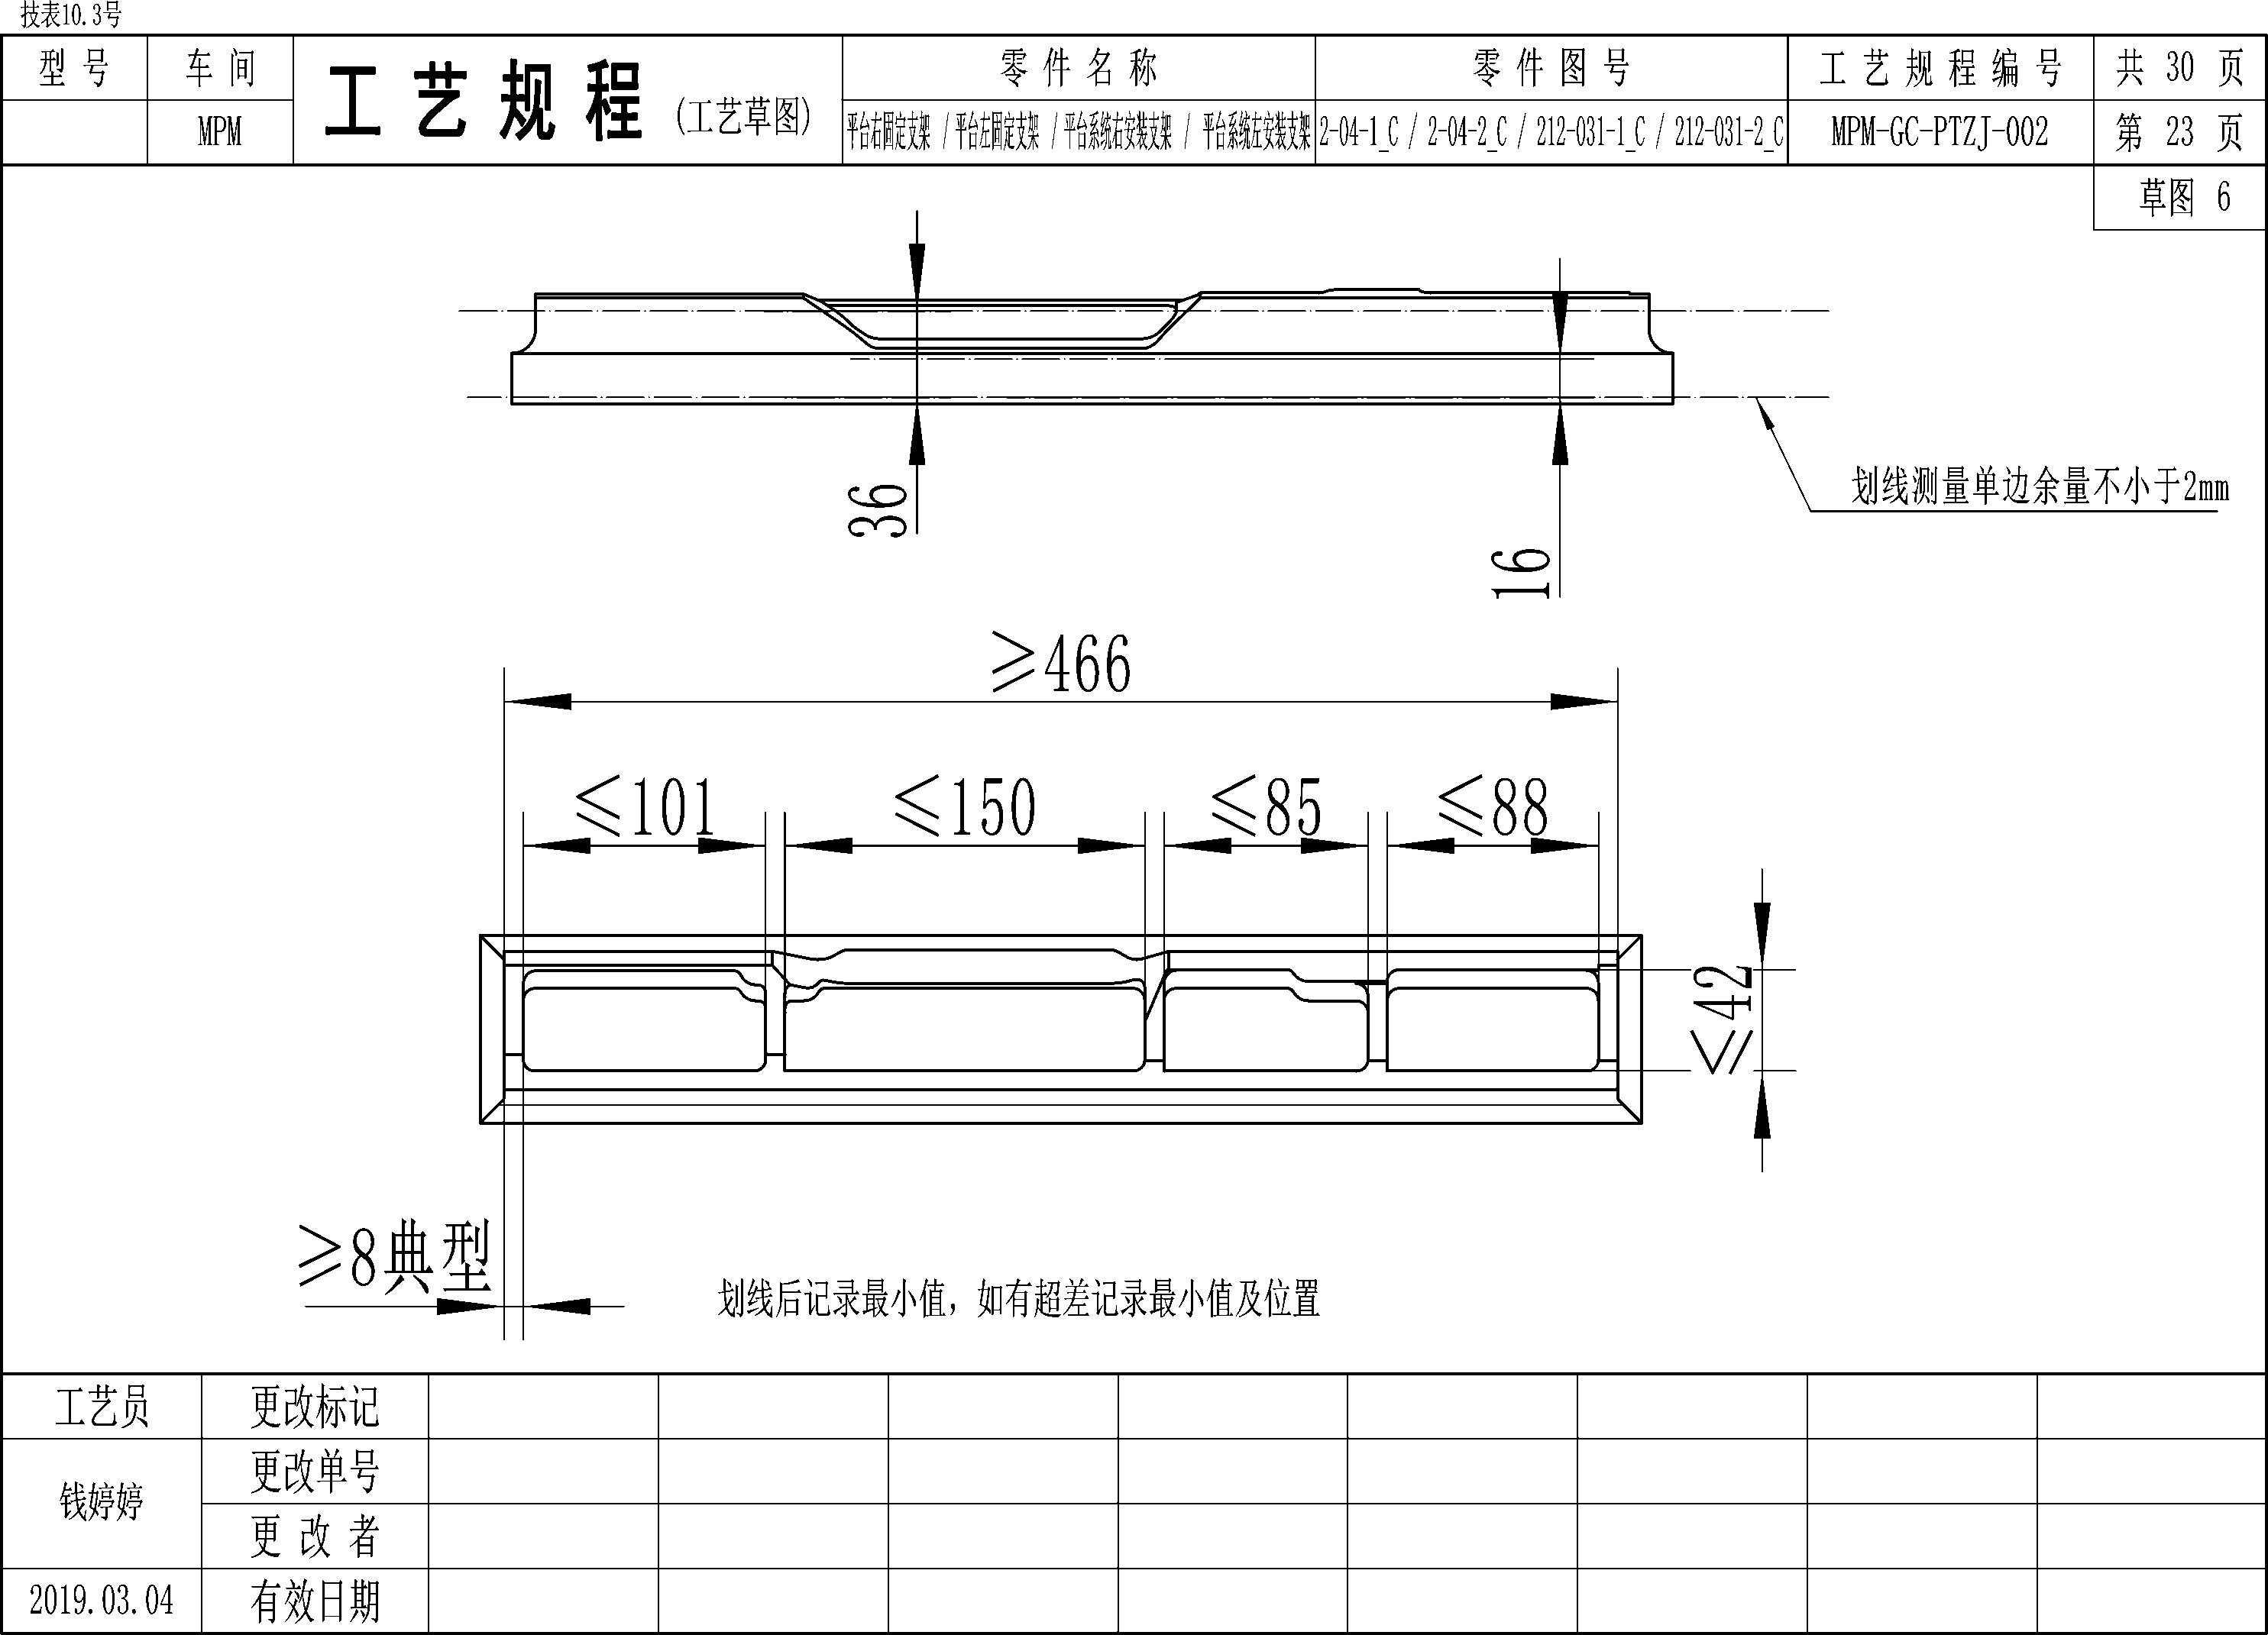 技表10.3号
型号 车间 工艺规程(工艺草图) 零件名称 零件图号 工艺规程编号 共 30 页
MPM 平台右固定支架 / 平台左固定支架 / 平台系统右安装支架 / 平台系统左安装支架 2-04-1_C / 2-04-2_C / 212-031-1_C / 212-031-2_C MPM-GC-PTZJ-002 第 23 页
草图 6
36
划线测量单边余量不小于2mm
16
≥466
≤101 ≤150 ≤85 ≤88
≤42
≥8典型
划线后记录最小值，如有超差记录最小值及位置
工艺员 更改标记
钱婷婷 更改单号
更改者
2019.03.04 有效日期